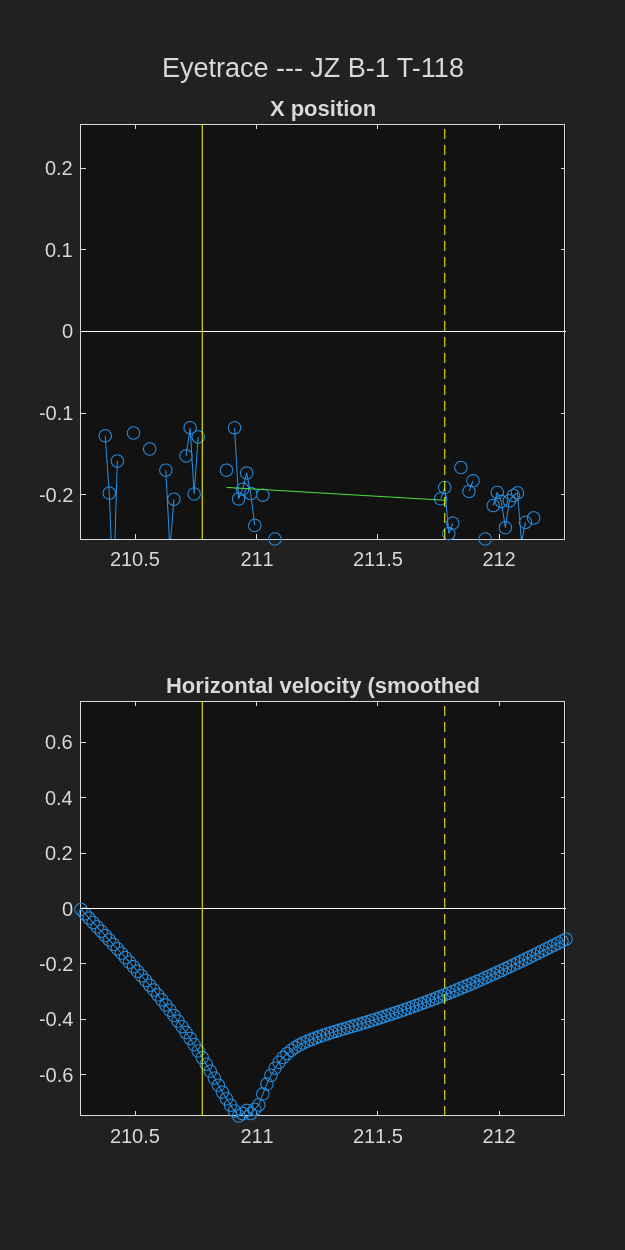 Eyetrace --- JZ B-1 T-118
X position
0.2
0.1
0
-0.1
-0.2
210.5 211 211.5 212
Horizontal velocity (smoothed
0.6
0.4
0.2
0
-0.2
-0.4
-0.6
210.5 211 211.5 212